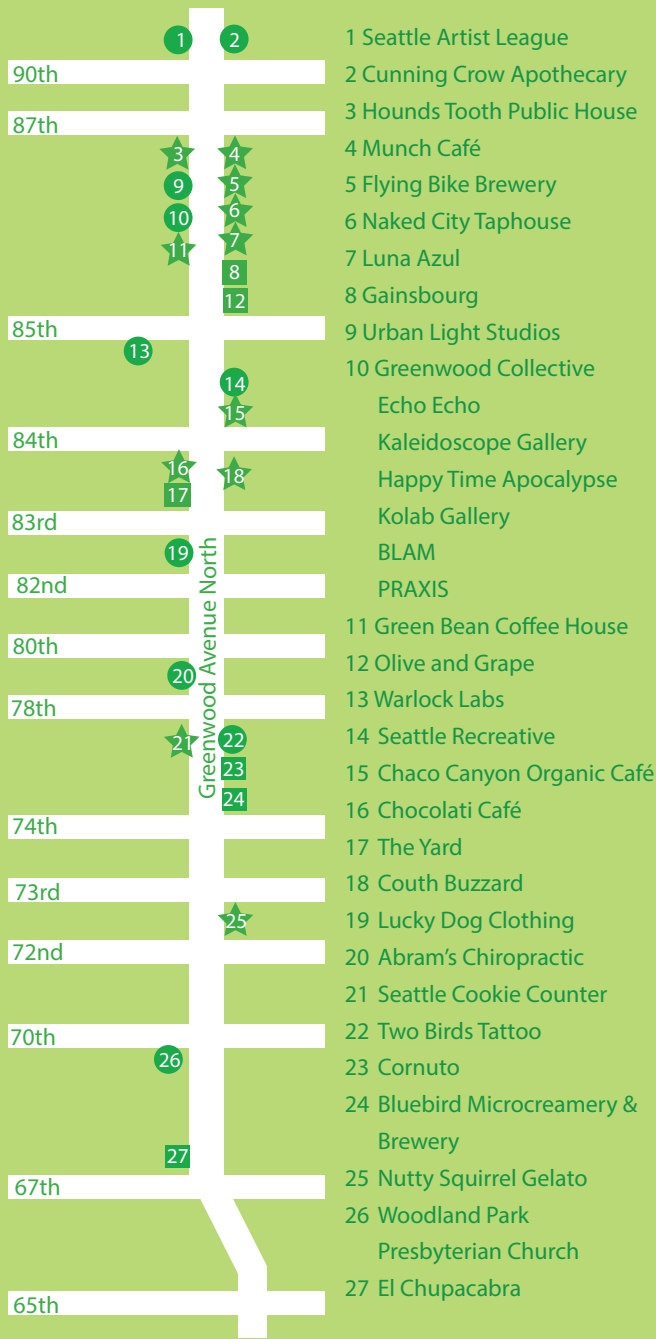 1
2
90th
87th
3
4
9
5
10
6
11
7
8
12
85th
13
14
15
84th
16
18
17
83rd
19
Greenwood Avenue North
82nd
80th
20
78th
21
22
23
24
74th
73rd
25
72nd
70th
26
27
67th
65th
1 Seattle Artist League
2 Cunning Crow Apothecary
3 Hounds Tooth Public House
4 Munch Café
5 Flying Bike Brewery
6 Naked City Taphouse
7 Luna Azul
8 Gainsbourg
9 Urban Light Studios
10 Greenwood Collective
Echo Echo
Kaleidoscope Gallery
Happy Time Apocalypse
Kolab Gallery
BLAM
PRAXIS
11 Green Bean Coffee House
12 Olive and Grape
13 Warlock Labs
14 Seattle Recreative
15 Chaco Canyon Organic Café
16 Chocolati Café
17 The Yard
18 Couth Buzzard
19 Lucky Dog Clothing
20 Abram's Chiropractic
21 Seattle Cookie Counter
22 Two Birds Tattoo
23 Cornuto
24 Bluebird Microcreamery &
Brewery
25 Nutty Squirrel Gelato
26 Woodland Park
Presbyterian Church
27 El Chupacabra